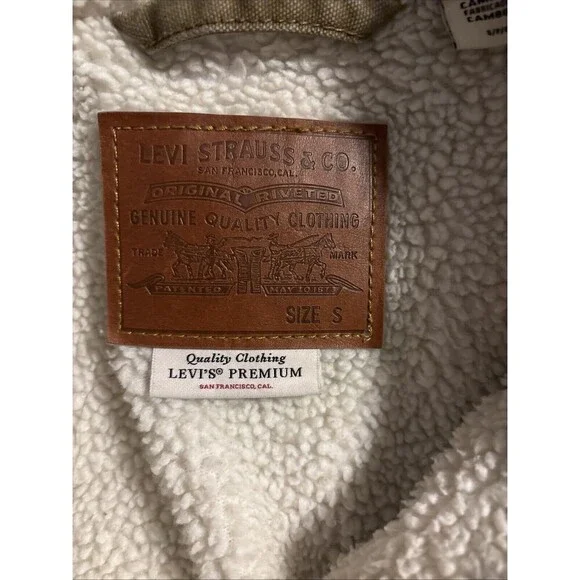 LEVI STRAUSS & CO.
SAN FRANCISCO, CAL.
ORIGINAL RIVETED
GENUINE QUALITY CLOTHING
TRADE MARK
PATENTED MAY 20 1873
SIZE S
Quality Clothing
LEVI'S® PREMIUM
SAN FRANCISCO, CAL.